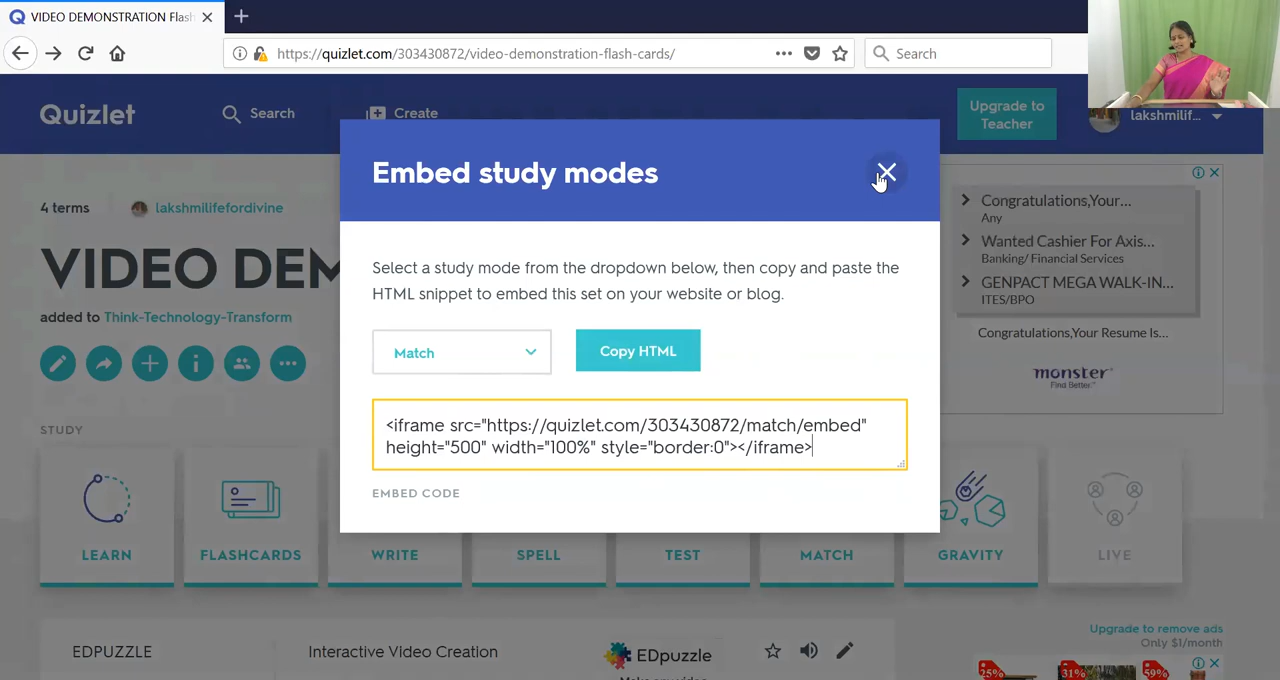 VIDEO DEMONSTRATION Flash
https://quizlet.com/303430872/video-demonstration-flash-cards/
Search
Quizlet
Search
Create
Upgrade to
Teacher
lakshmilif...
Embed study modes
4 terms
lakshmilifefordivine
VIDEO DEM
added to Think-Technology-Transform
Select a study mode from the dropdown below, then copy and paste the
HTML snippet to embed this set on your website or blog.
Match
Copy HTML
<iframe src="https://quizlet.com/303430872/match/embed"
height="500" width="100%" style="border:0"></iframe>
EMBED CODE
Congratulations,Your...
Any
Wanted Cashier For Axis...
Banking/ Financial Services
GENPACT MEGA WALK-IN...
ITES/BPO
Congratulations,Your Resume Is...
monster
Find Better.
STUDY
LEARN
FLASHCARDS
WRITE
SPELL
TEST
MATCH
GRAVITY
LIVE
EDPUZZLE
Interactive Video Creation
EDpuzzle
Upgrade to remove ads
Only $1/month
25%
31%
59%